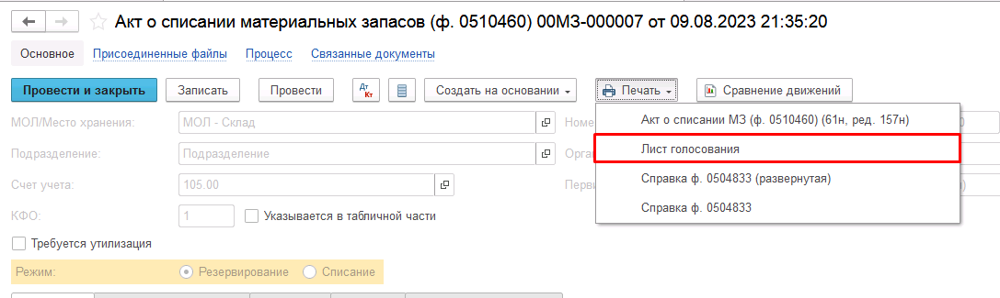 Акт о списании материальных запасов (ф. 0510460) 00МЗ-000007 от 09.08.2023 21:35:20
Основное Присоединенные файлы Процесс Связанные документы
Провести и закрыть Записать Провести Дт Кт Создать на основании Печать Сравнение движений
МОЛ/Место хранения: МОЛ - Склад
Акт о списании МЗ (ф. 0510460) (61н, ред. 157н)
Подразделение: Подразделение
Лист голосования
Счет учета: 105.00
Справка ф. 0504833 (развернутая)
КФО: 1 Указывается в табличной части
Справка ф. 0504833
Требуется утилизация
Режим: Резервирование Списание